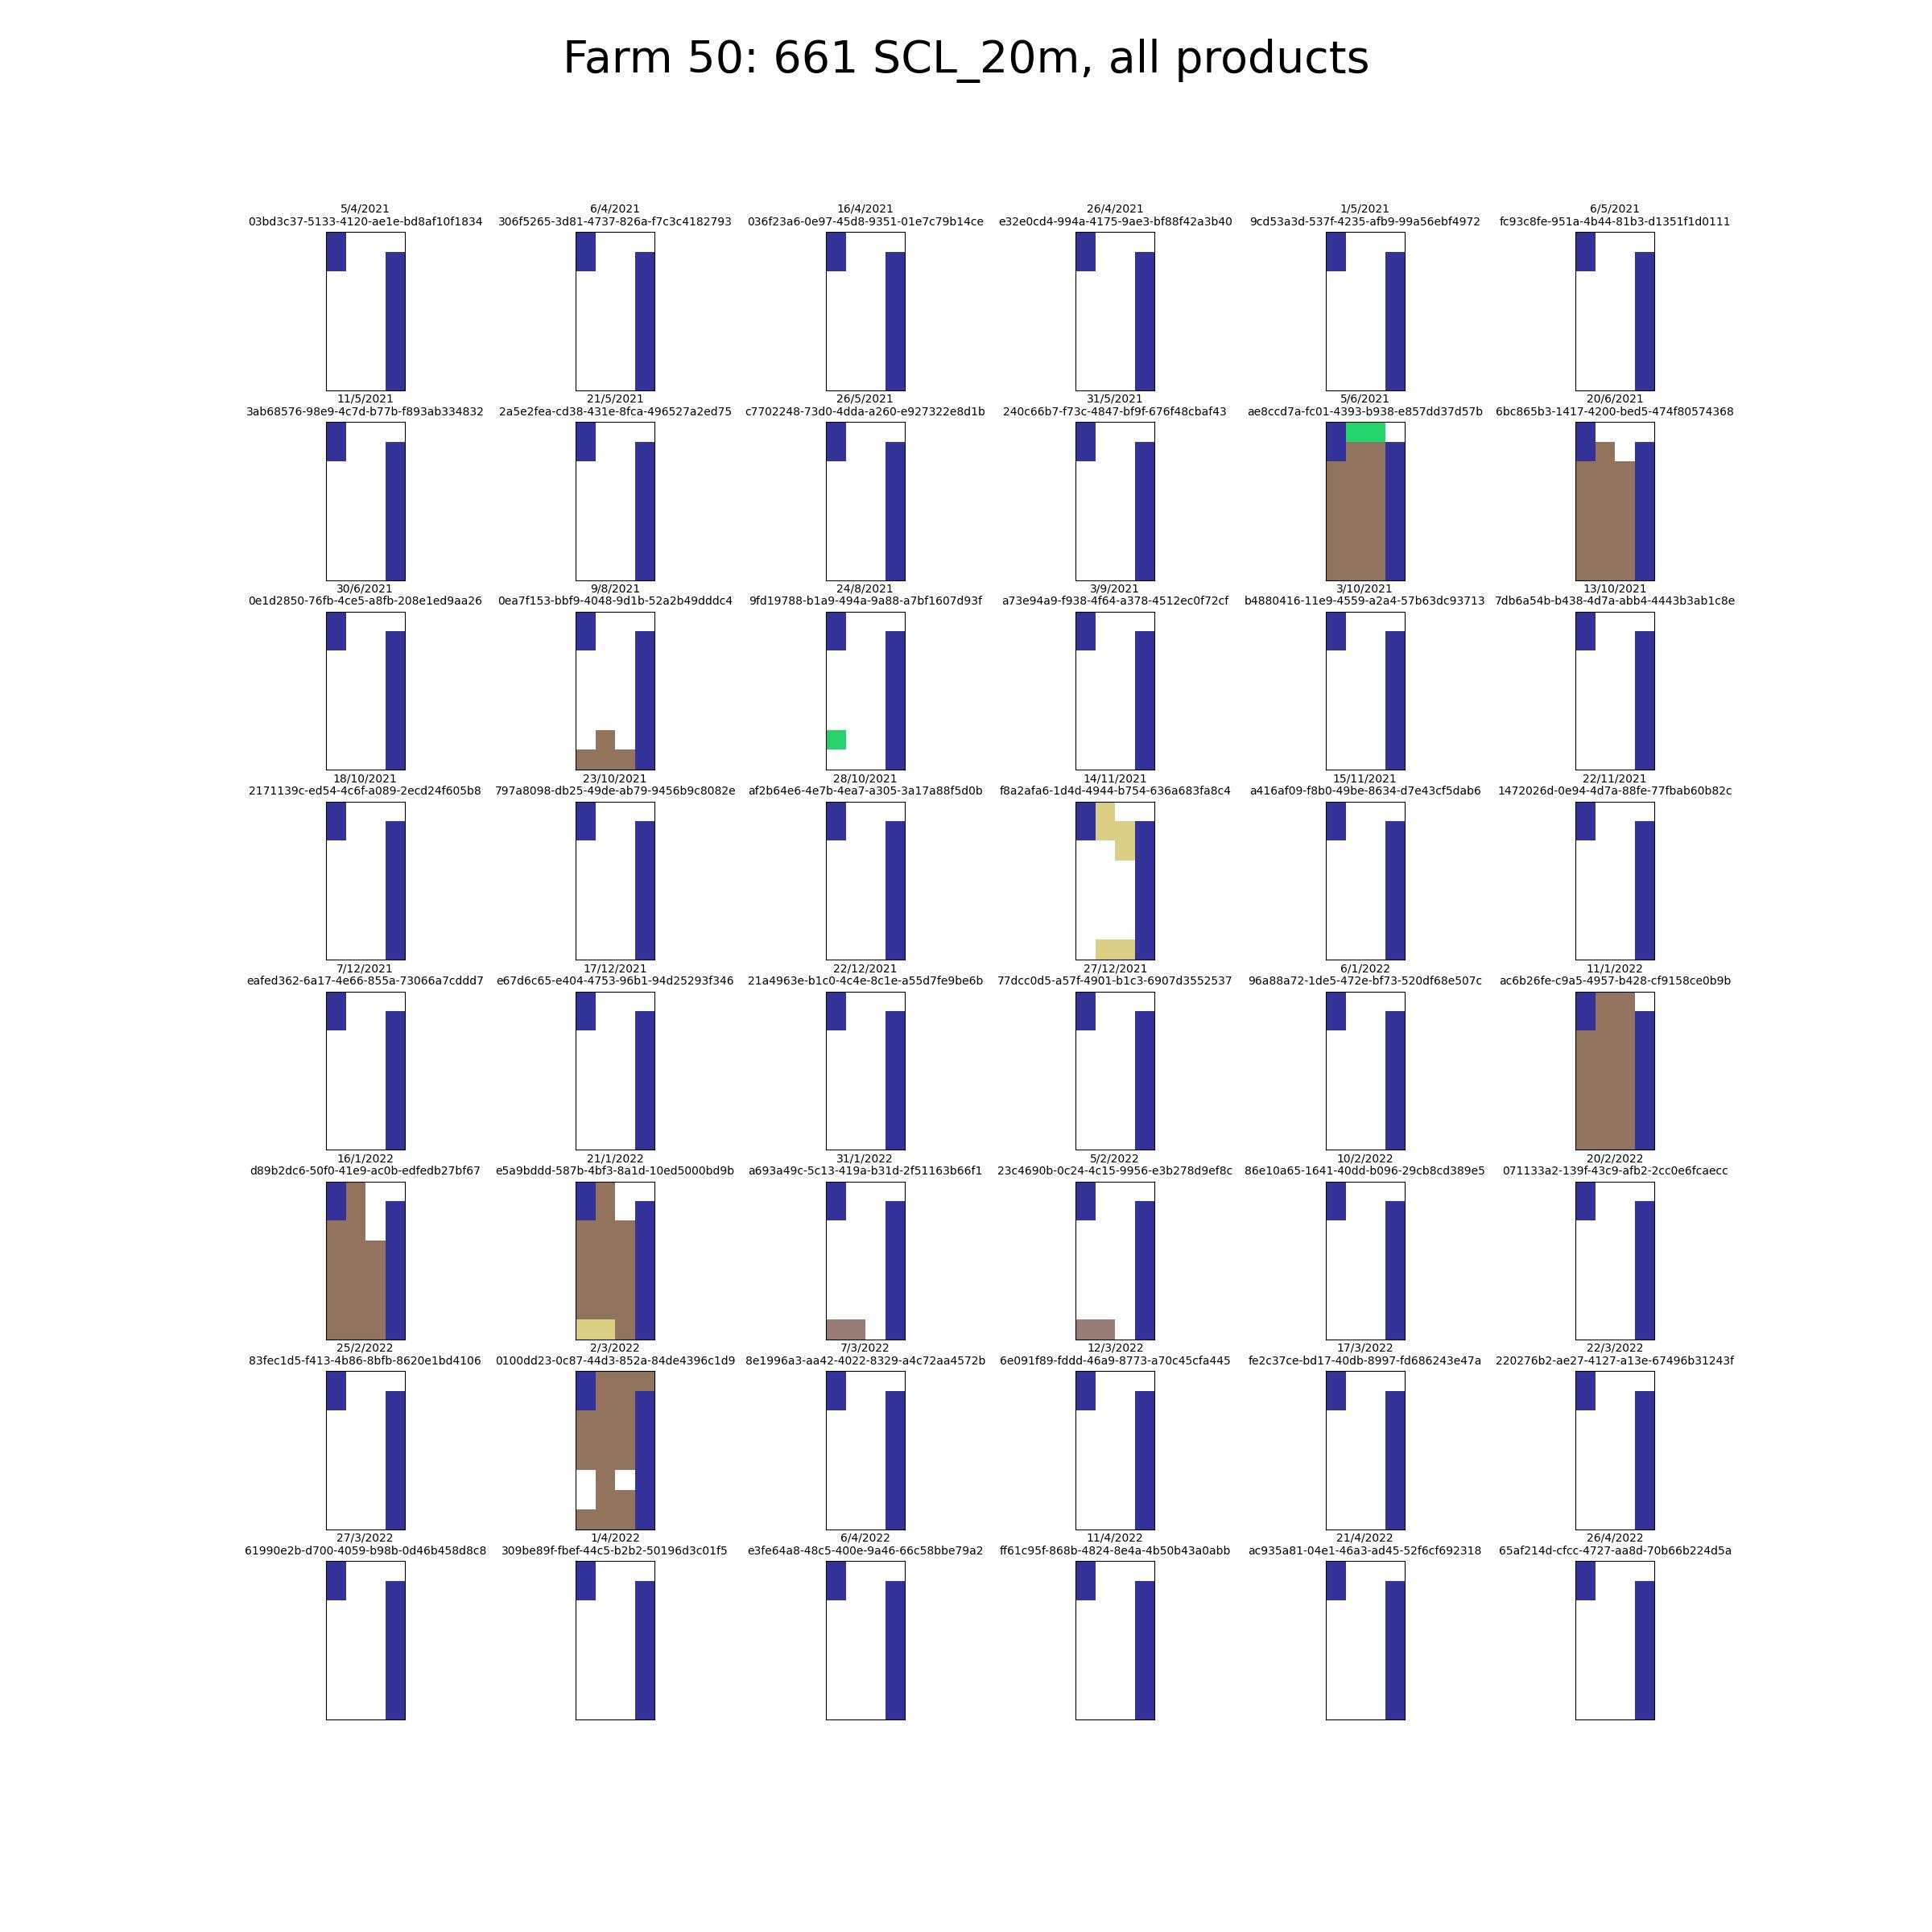 Farm 50: 661 SCL_20m, all products
5/4/2021
03bd3c37-5133-4120-ae1e-bd8af10f1834
6/4/2021
306f5265-3d81-4737-826a-f7c3c4182793
16/4/2021
036f23a6-0e97-45d8-9351-01e7c79b14ce
26/4/2021
e32e0cd4-994a-4175-9ae3-bf88f42a3b40
1/5/2021
9cd53a3d-537f-4235-afb9-99a56ebf4972
6/5/2021
fc93c8fe-951a-4b44-81b3-d1351f1d0111
11/5/2021
3ab68576-98e9-4c7d-b77b-f893ab334832
21/5/2021
2a5e2fea-cd38-431e-8fca-496527a2ed75
26/5/2021
c7702248-73d0-4dda-a260-e927322e8d1b
31/5/2021
240c66b7-f73c-4847-bf9f-676f48cbaf43
5/6/2021
ae8ccd7a-fc01-4393-b938-e857dd37d57b
20/6/2021
6bc865b3-1417-4200-bed5-474f80574368
30/6/2021
0e1d2850-76fb-4ce5-a8fb-208e1ed9aa26
9/8/2021
0ea7f153-bbf9-4048-9d1b-52a2b49dddc4
24/8/2021
9fd19788-b1a9-494a-9a88-a7bf1607d93f
3/9/2021
a73e94a9-f938-4f64-a378-4512ec0f72cf
3/10/2021
b4880416-11e9-4559-a2a4-57b63dc93713
13/10/2021
7db6a54b-b438-4d7a-abb4-4443b3ab1c8e
18/10/2021
2171139c-ed54-4c6f-a089-2ecd24f605b8
23/10/2021
797a8098-db25-49de-ab79-9456b9c8082e
28/10/2021
af2b64e6-4e7b-4ea7-a305-3a17a88f5d0b
14/11/2021
f8a2afa6-1d4d-4944-b754-636a683fa8c4
15/11/2021
a416af09-f8b0-49be-8634-d7e43cf5dab6
22/11/2021
1472026d-0e94-4d7a-88fe-77fbab60b82c
7/12/2021
eafed362-6a17-4e66-855a-73066a7cddd7
17/12/2021
e67d6c65-e404-4753-96b1-94d25293f346
22/12/2021
21a4963e-b1c0-4c4e-8c1e-a55d7fe9be6b
27/12/2021
77dcc0d5-a57f-4901-b1c3-6907d3552537
6/1/2022
96a88a72-1de5-472e-bf73-520df68e507c
11/1/2022
ac6b26fe-c9a5-4957-b428-cf9158ce0b9b
16/1/2022
d89b2dc6-50f0-41e9-ac0b-edfedb27bf67
21/1/2022
e5a9bddd-587b-4bf3-8a1d-10ed5000bd9b
31/1/2022
a693a49c-5c13-419a-b31d-2f51163b66f1
5/2/2022
23c4690b-0c24-4c15-9956-e3b278d9ef8c
10/2/2022
86e10a65-1641-40dd-b096-29cb8cd389e5
20/2/2022
071133a2-139f-43c9-afb2-2cc0e6fcaecc
25/2/2022
83fec1d5-f413-4b86-8bfb-8620e1bd4106
2/3/2022
0100dd23-0c87-44d3-852a-84de4396c1d9
7/3/2022
8e1996a3-aa42-4022-8329-a4c72aa4572b
12/3/2022
6e091f89-fddd-46a9-8773-a70c45cfa445
17/3/2022
fe2c37ce-bd17-40db-8997-fd686243e47a
22/3/2022
220276b2-ae27-4127-a13e-67496b31243f
27/3/2022
61990e2b-d700-4059-b98b-0d46b458d8c8
1/4/2022
309be89f-fbef-44c5-b2b2-50196d3c01f5
6/4/2022
e3fe64a8-48c5-400e-9a46-66c58bbe79a2
11/4/2022
ff61c95f-868b-4824-8e4a-4b50b43a0abb
21/4/2022
ac935a81-04e1-46a3-ad45-52f6cf692318
26/4/2022
65af214d-cfcc-4727-aa8d-70b66b224d5a